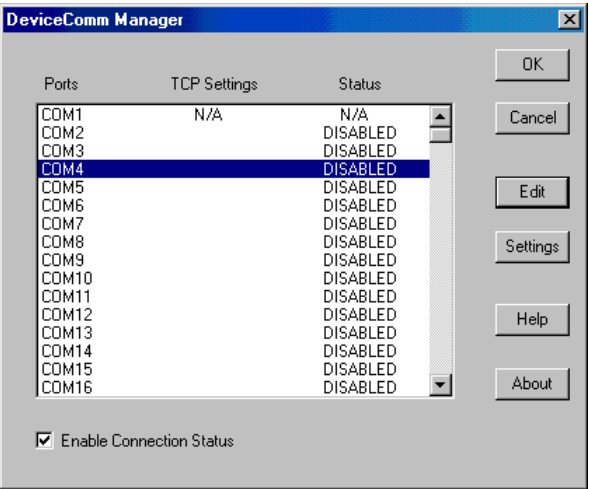 DeviceComm Manager
Ports TCP Settings Status
COM1 N/A N/A
COM2 DISABLED
COM3 DISABLED
COM4 DISABLED
COM5 DISABLED
COM6 DISABLED
COM7 DISABLED
COM8 DISABLED
COM9 DISABLED
COM10 DISABLED
COM11 DISABLED
COM12 DISABLED
COM13 DISABLED
COM14 DISABLED
COM15 DISABLED
COM16 DISABLED
Enable Connection Status
OK
Cancel
Edit
Settings
Help
About